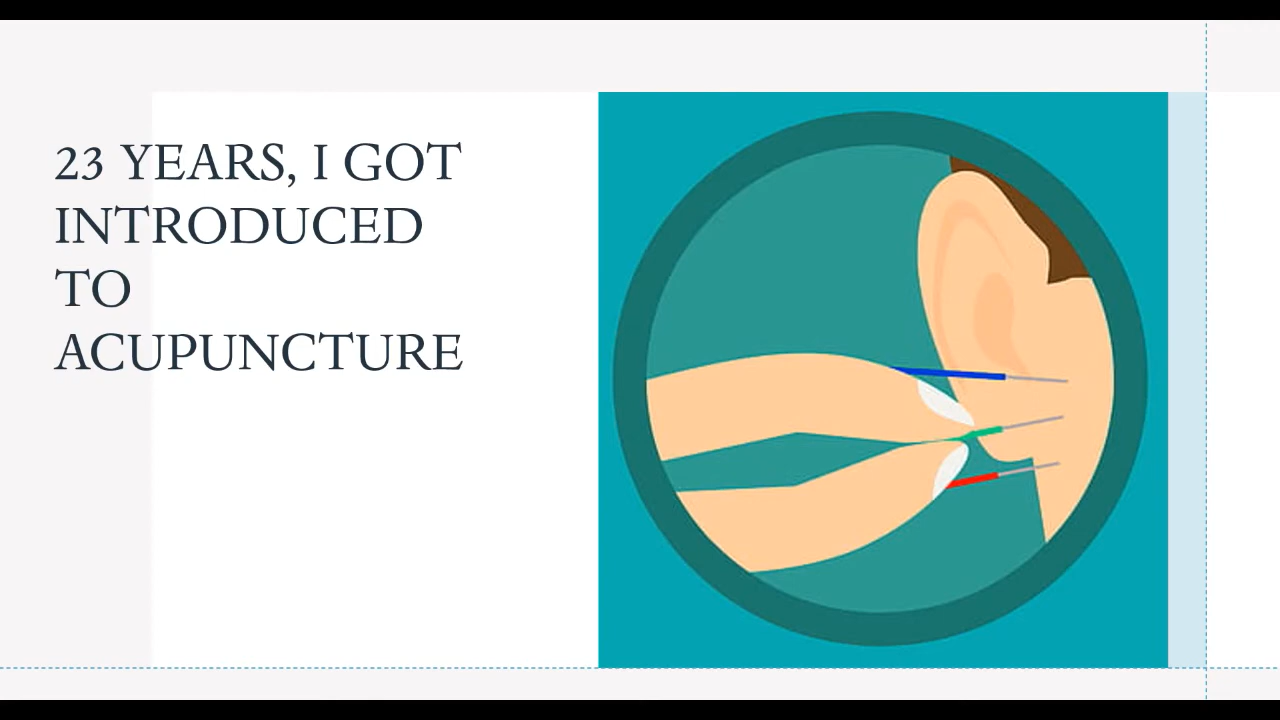 23 YEARS, I GOT
INTRODUCED
TO
ACUPUNCTURE